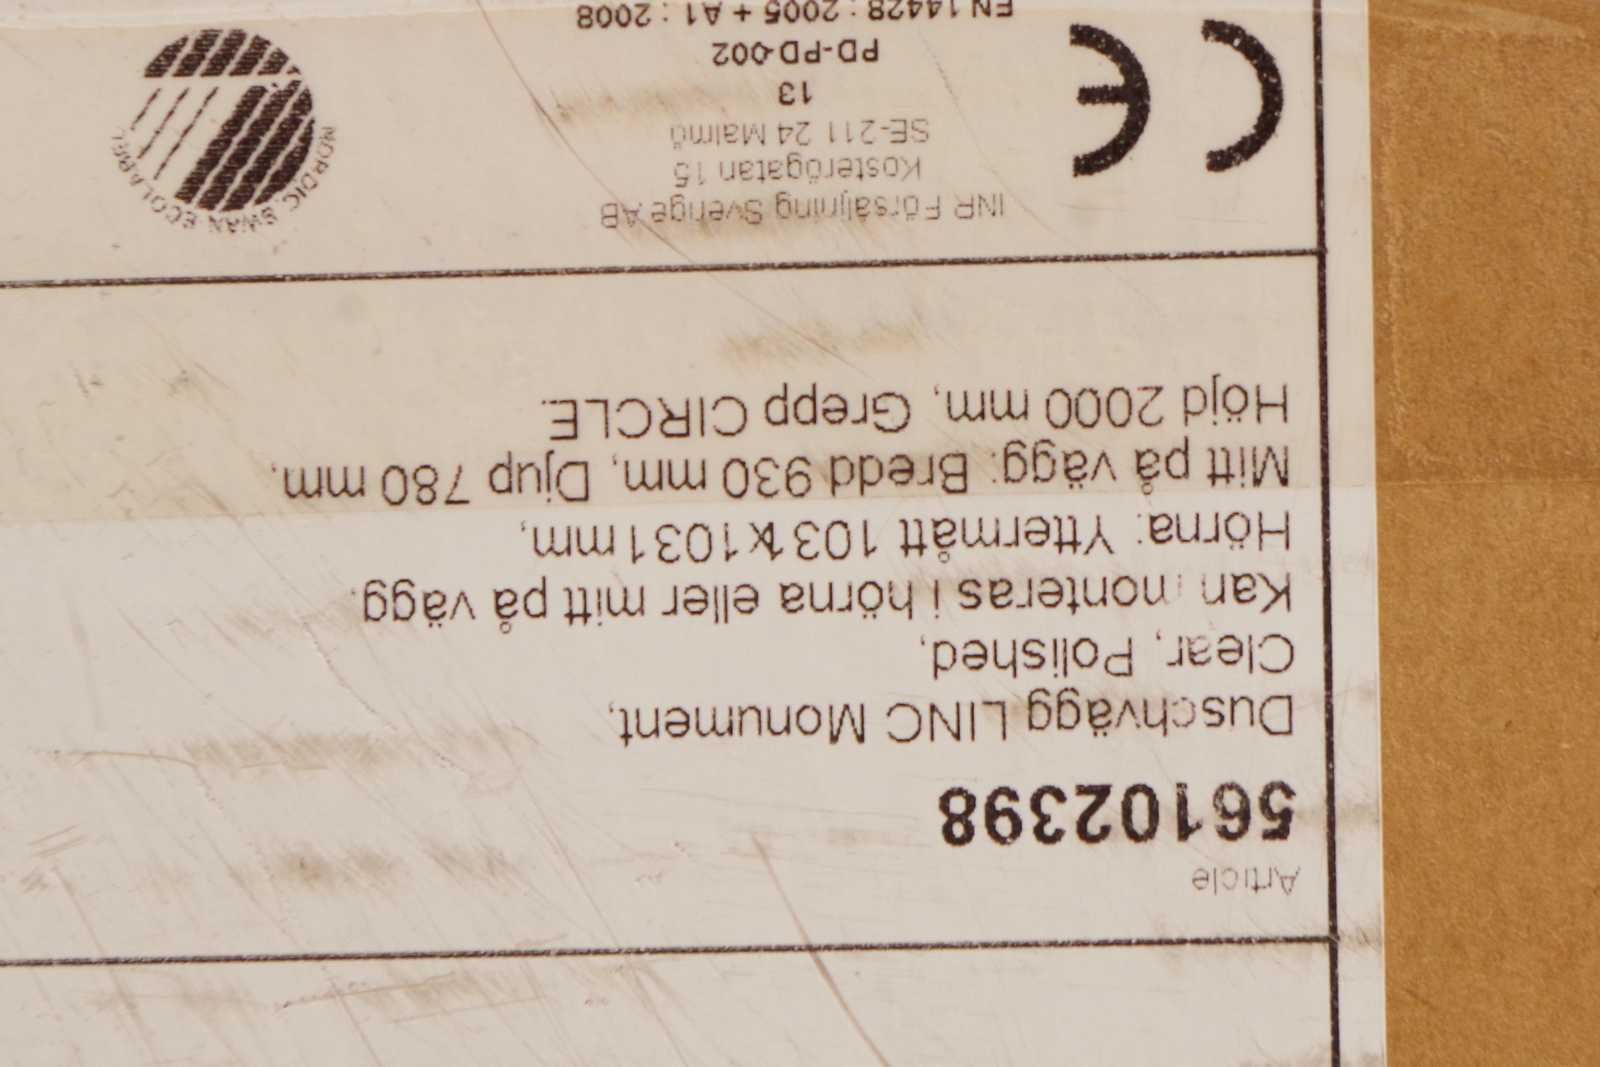 Article
56102398
Duschvägg LINC Monument,
Clear, Polished,
Kan monteras i hörna eller mitt på vägg.
Hörna: Yttermått 1031x1031mm,
Mitt på vägg: Bredd 930 mm, Djup 780 mm,
Höjd 2000 mm, Grepp CIRCLE.
INR Försäljning Sverige AB
Kosterögatan 15
SE-211 24 Malmö
13
PD-PD-002
EN 14428 : 2005 + A1 : 2008
CE
NORDIC SWAN ECOLABEL